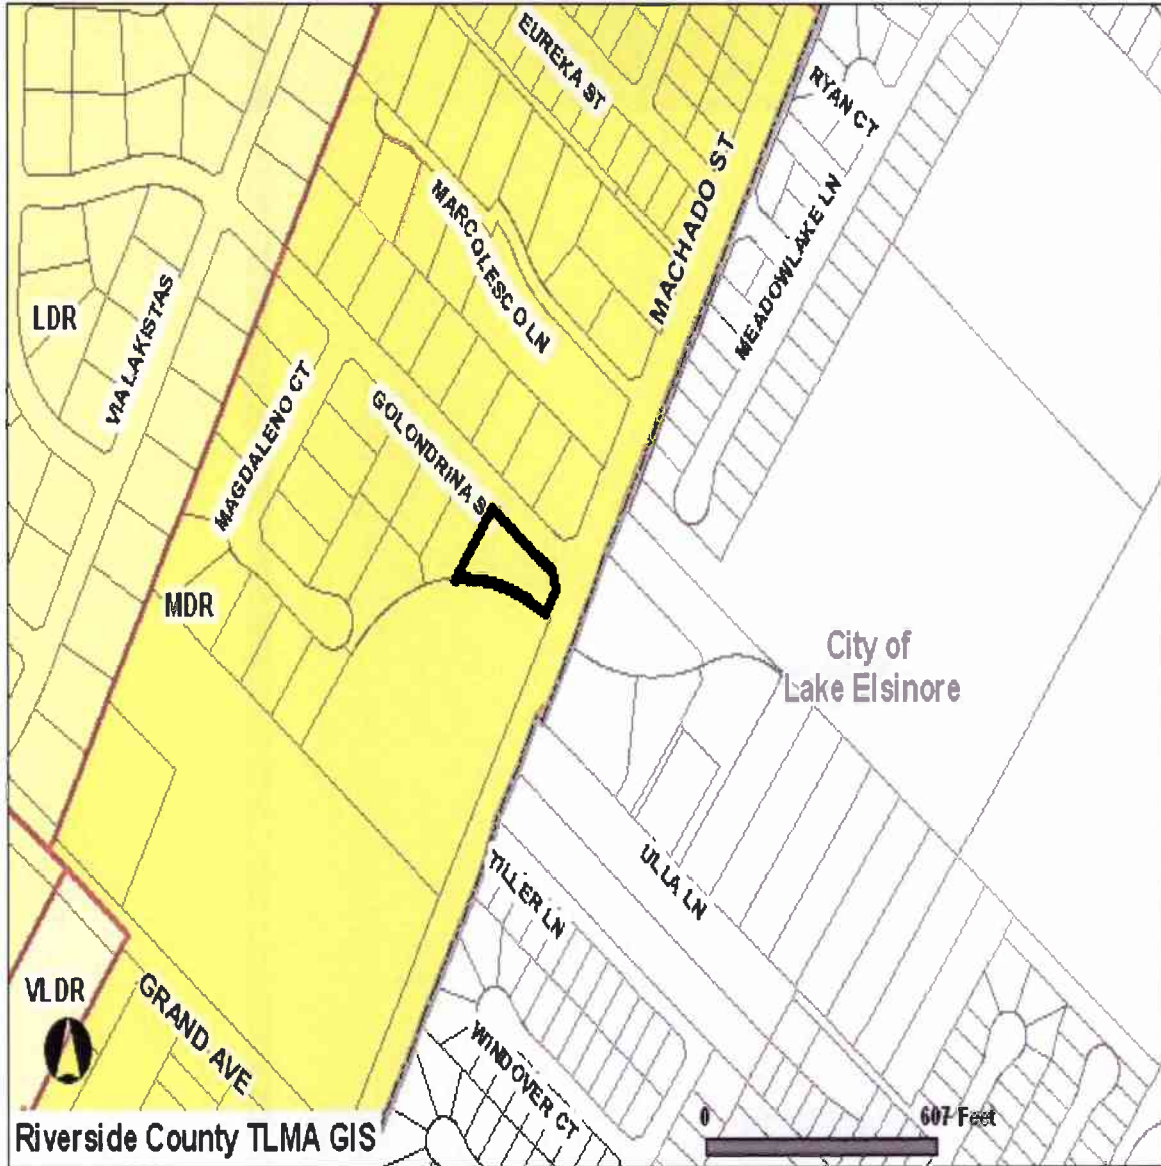 EUREKA ST
RYAN CT
MACHADO ST
MARCOLESCO LN
MEADOWLAKE LN
LDR
VIA LAKISTAS
MAGDALENO CT
GOLONDRINA S
MDR
City of
Lake Elsinore
TILLER LN
ULLA LN
VLDR
GRAND AVE
WINDOVER CT
0 607 Feet
Riverside County TLMA GIS